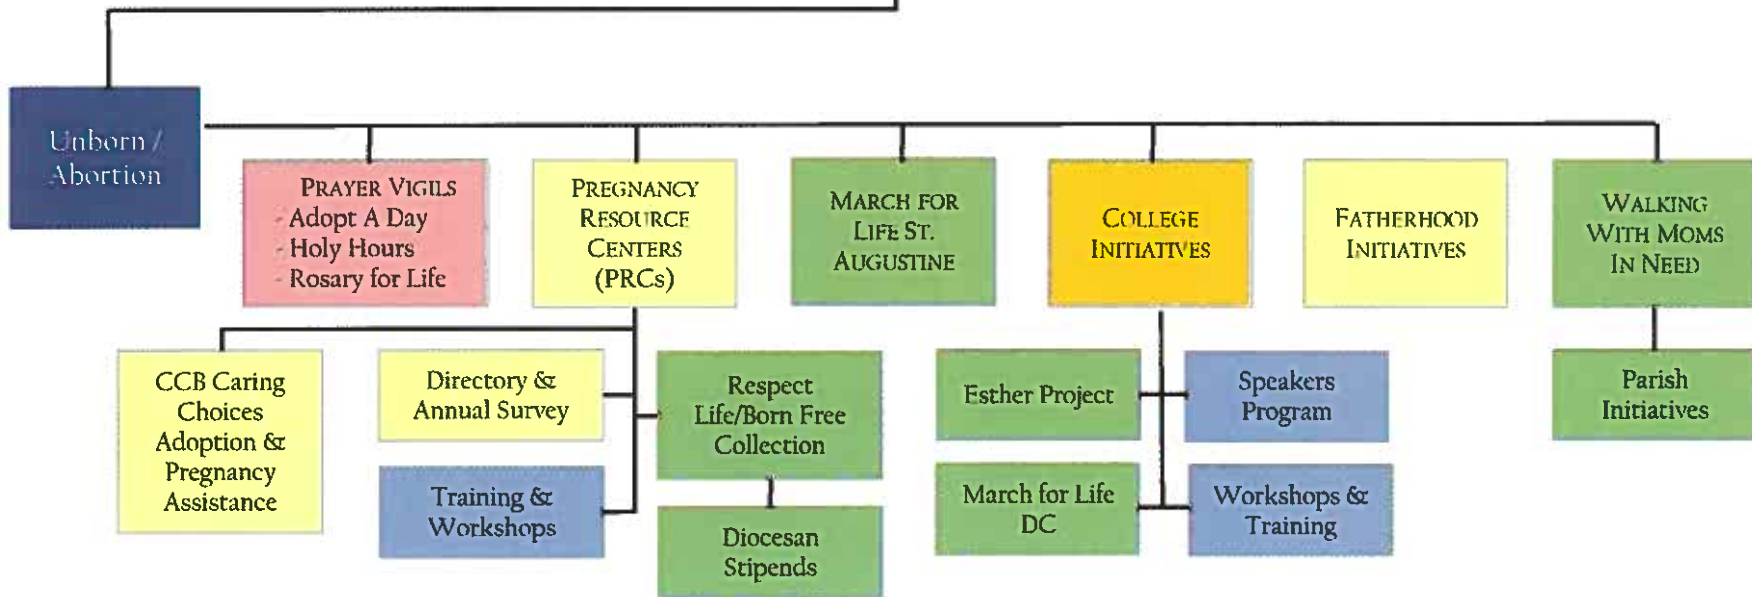 Unborn /
Abortion
PRAYER VIGILS
- Adopt A Day
- Holy Hours
- Rosary for Life
PREGNANCY
RESOURCE
CENTERS
(PRCs)
MARCH FOR
LIFE ST.
AUGUSTINE
COLLEGE
INITIATIVES
FATHERHOOD
INITIATIVES
WALKING
WITH MOMS
IN NEED
CCB Caring
Choices
Adoption &
Pregnancy
Assistance
Directory &
Annual Survey
Training &
Workshops
Respect
Life/Born Free
Collection
Diocesan
Stipends
Esther Project
Speakers
Program
March for Life
DC
Workshops &
Training
Parish
Initiatives